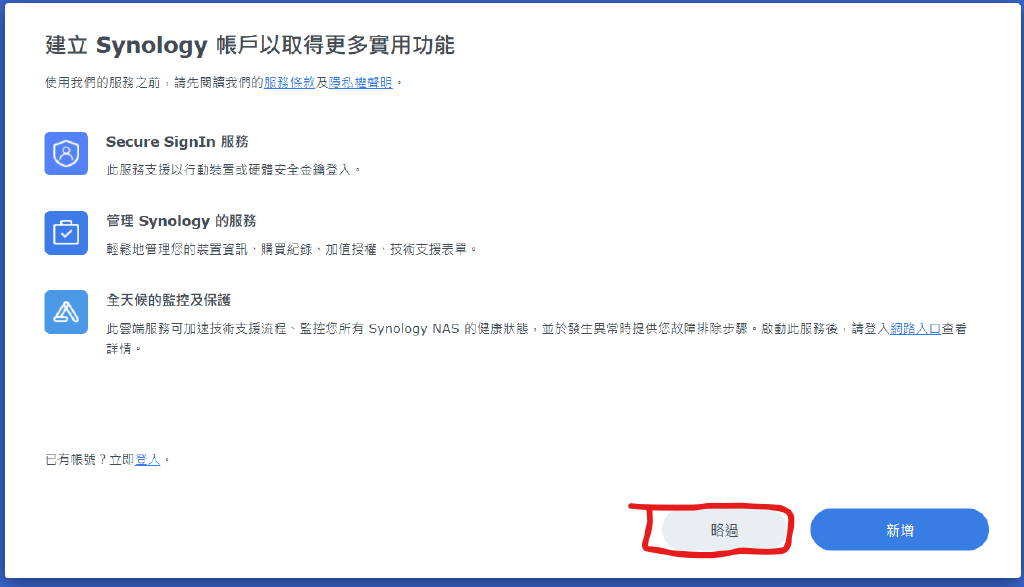 建立 Synology 帳戶以取得更多實用功能
使用我們的服務之前，請先閱讀我們的服務條款及隱私權聲明。
Secure SignIn 服務
此服務支援以行動裝置或硬體安全金鑰登入。
管理 Synology 的服務
輕鬆地管理您的裝置資訊、購買紀錄、加值授權、技術支援表單。
全天候的監控及保護
此雲端服務可加速技術支援流程、監控您所有 Synology NAS 的健康狀態，並於發生異常時提供您故障排除步驟。啟動此服務後，請登入網路入口查看
詳情。
已有帳號？立即登入。
略過
新增